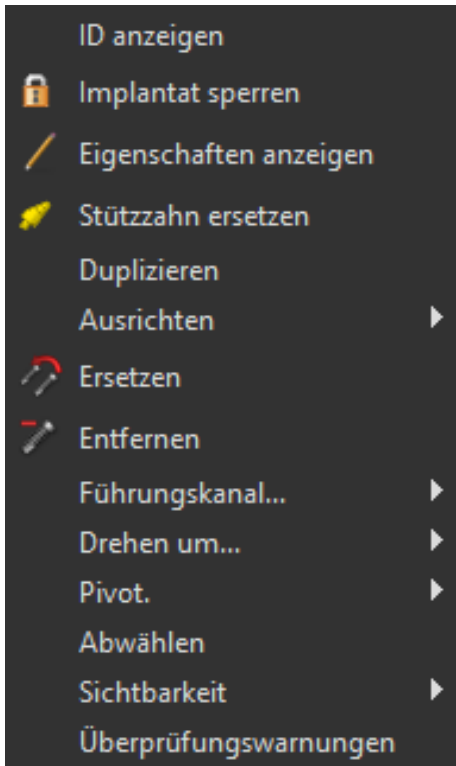 ID anzeigen
Implantat sperren
Eigenschaften anzeigen
Stützzahn ersetzen
Duplizieren
Ausrichten
Ersetzen
Entfernen
Führungskanal...
Drehen um...
Pivot.
Abwählen
Sichtbarkeit
Überprüfungswarnungen